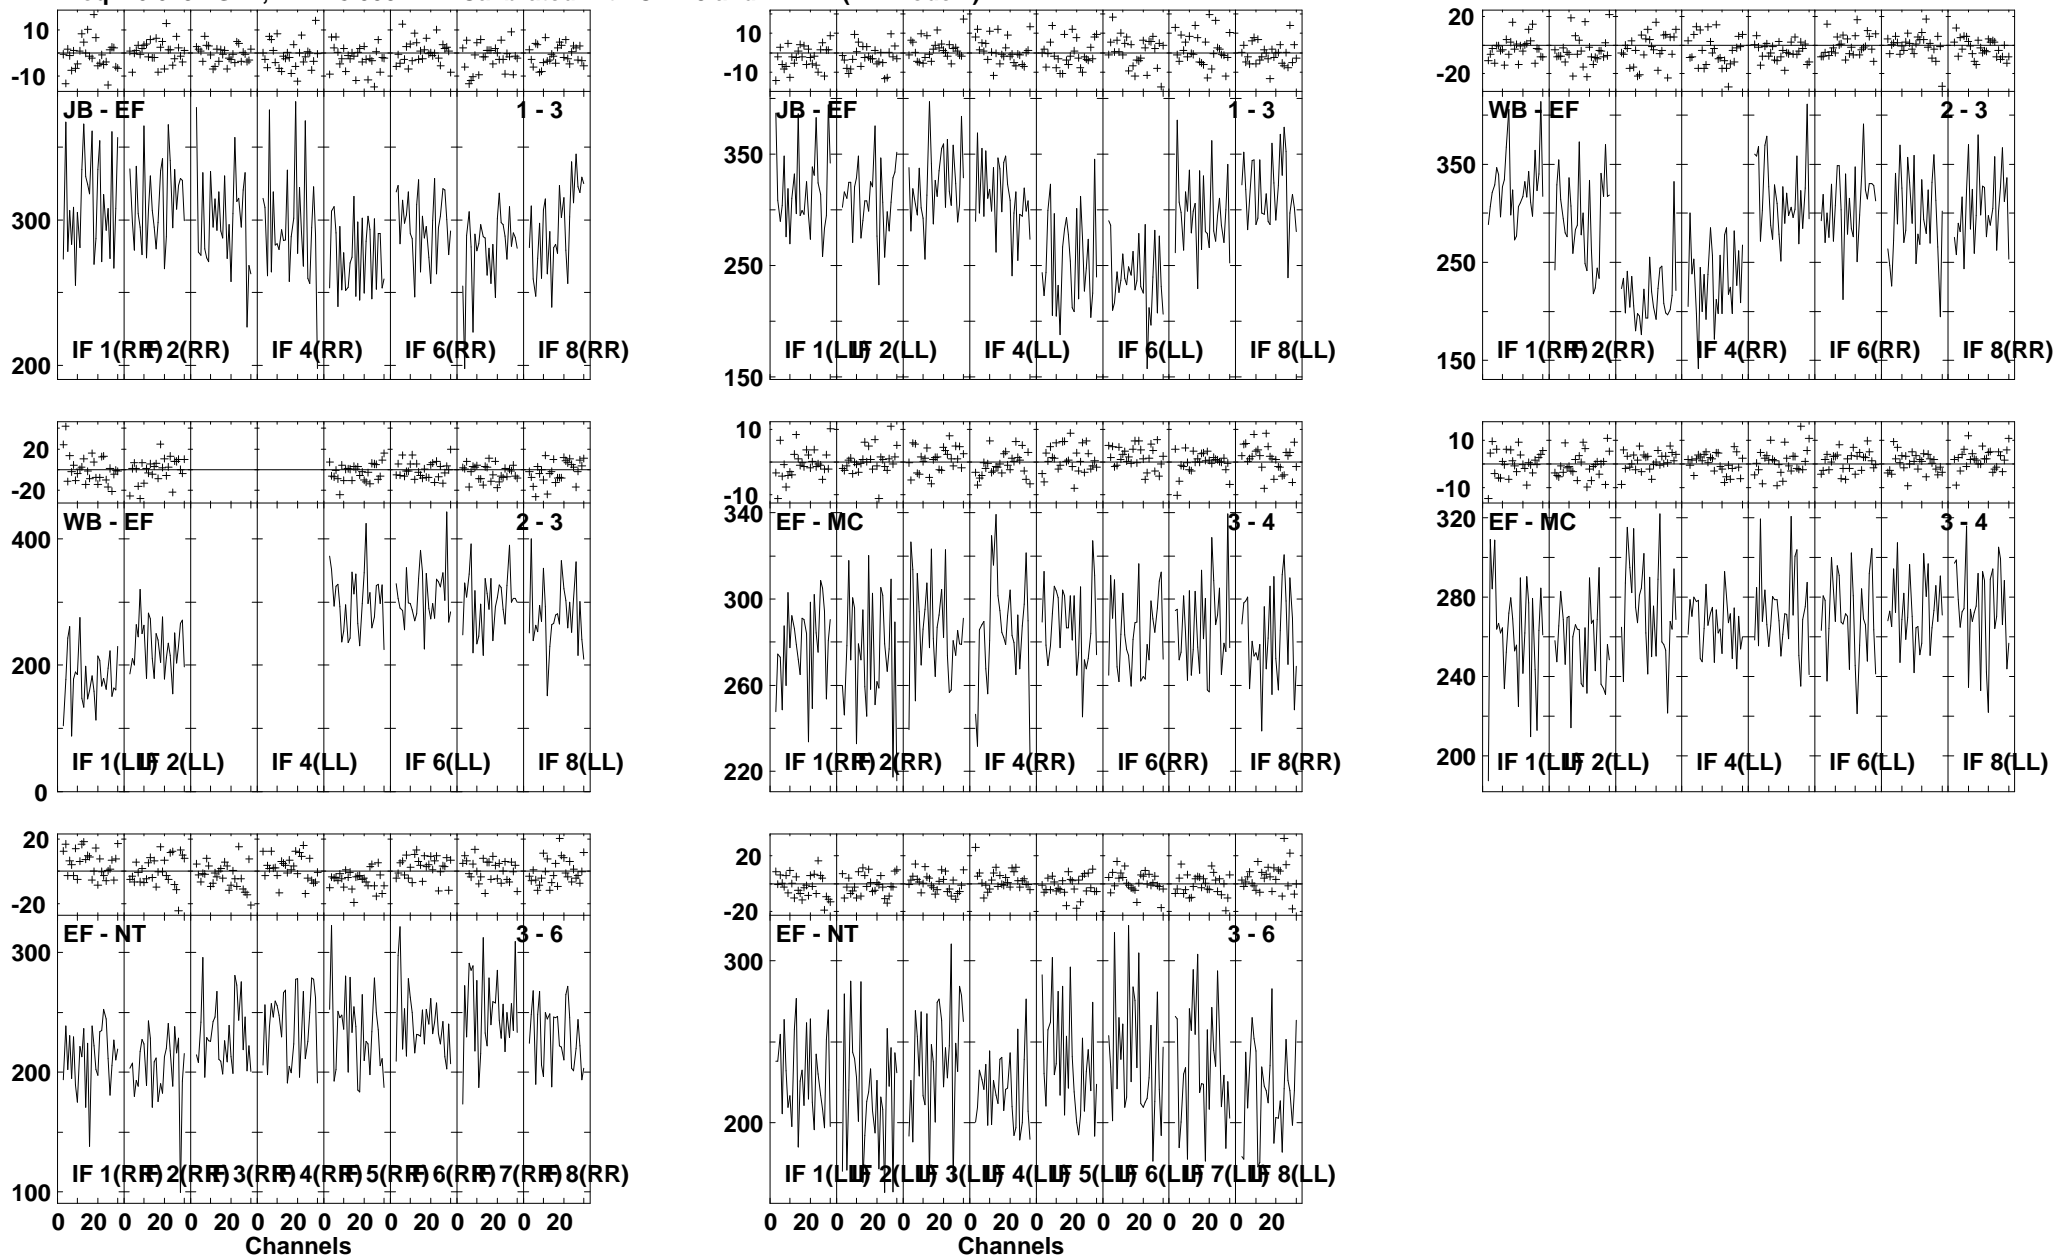 10 10 20
-10 -10 -20
JB - EF 1 - 3 JB - EF 1 - 3 WB - EF 2 - 3
300 350 350
200 250 250
150 150
IF 1(RR) IF 2(RR) IF 4(RR) IF 6(RR) IF 8(RR)
IF 1(LL) IF 2(LL) IF 4(LL) IF 6(LL) IF 8(LL)
IF 1(RR) IF 2(RR) IF 4(RR) IF 6(RR) IF 8(RR)
20 10 10
-20 -10 -10
WB - EF 2 - 3 EF - MC 3 - 4 EF - MC 3 - 4
400 340 320
200 300 280
0 260 240
220 200
IF 1(LL) IF 2(LL) IF 4(LL) IF 6(LL) IF 8(LL)
IF 1(RR) IF 2(RR) IF 4(RR) IF 6(RR) IF 8(RR)
IF 1(LL) IF 2(LL) IF 4(LL) IF 6(LL) IF 8(LL)
20 20
-20 -20
EF - NT 3 - 6 EF - NT 3 - 6
300 300
200 200
100
IF 1(RR) IF 2(RR) IF 3(RR) IF 4(RR) IF 5(RR) IF 6(RR) IF 7(RR) IF 8(RR)
IF 1(LL) IF 2(LL) IF 3(LL) IF 4(LL) IF 5(LL) IF 6(LL) IF 7(LL) IF 8(LL)
0 20 0 20 0 20 0 20 0 20 0 20 0 20 0 20
0 20 0 20 0 20 0 20 0 20 0 20 0 20 0 20
Channels Channels